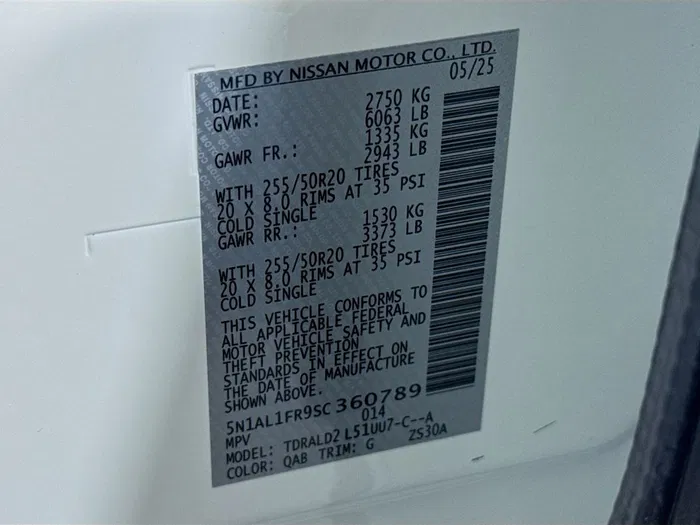 MFD BY NISSAN MOTOR CO., LTD.
DATE: 05/25
GVWR: 2750 KG
6063 LB
GAWR FR.: 1335 KG
2943 LB
WITH 255/50R20 TIRES
20 X 8.0 RIMS AT 35 PSI
COLD SINGLE
GAWR RR.: 1530 KG
3373 LB
WITH 255/50R20 TIRES
20 X 8.0 RIMS AT 35 PSI
COLD SINGLE
THIS VEHICLE CONFORMS TO
ALL APPLICABLE FEDERAL
MOTOR VEHICLE SAFETY AND
THEFT PREVENTION
STANDARDS IN EFFECT ON
THE DATE OF MANUFACTURE
SHOWN ABOVE.
5N1AL1FR9SC360789
MPV 014
MODEL: TDRALD2 L51UU7-C--A
COLOR: QAB TRIM: G ZS30A